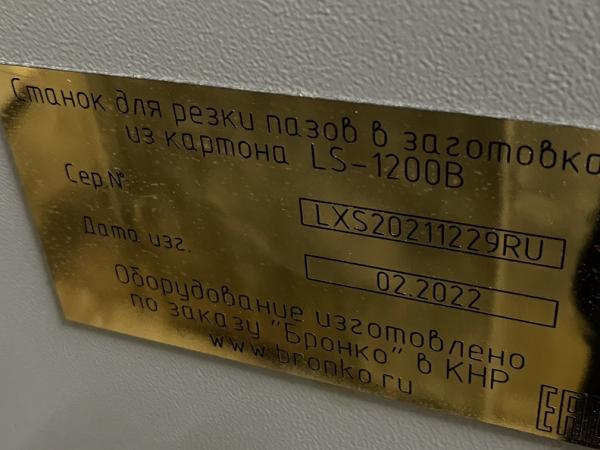 Станок для резки пазов в заготовка
из картона LS-1200B
Сер.№: LXS20211229RU
Дата изг. 02.2022
Оборудование изготовлено
по заказу "Бронко" в КНР
www.bronko.ru
EAC